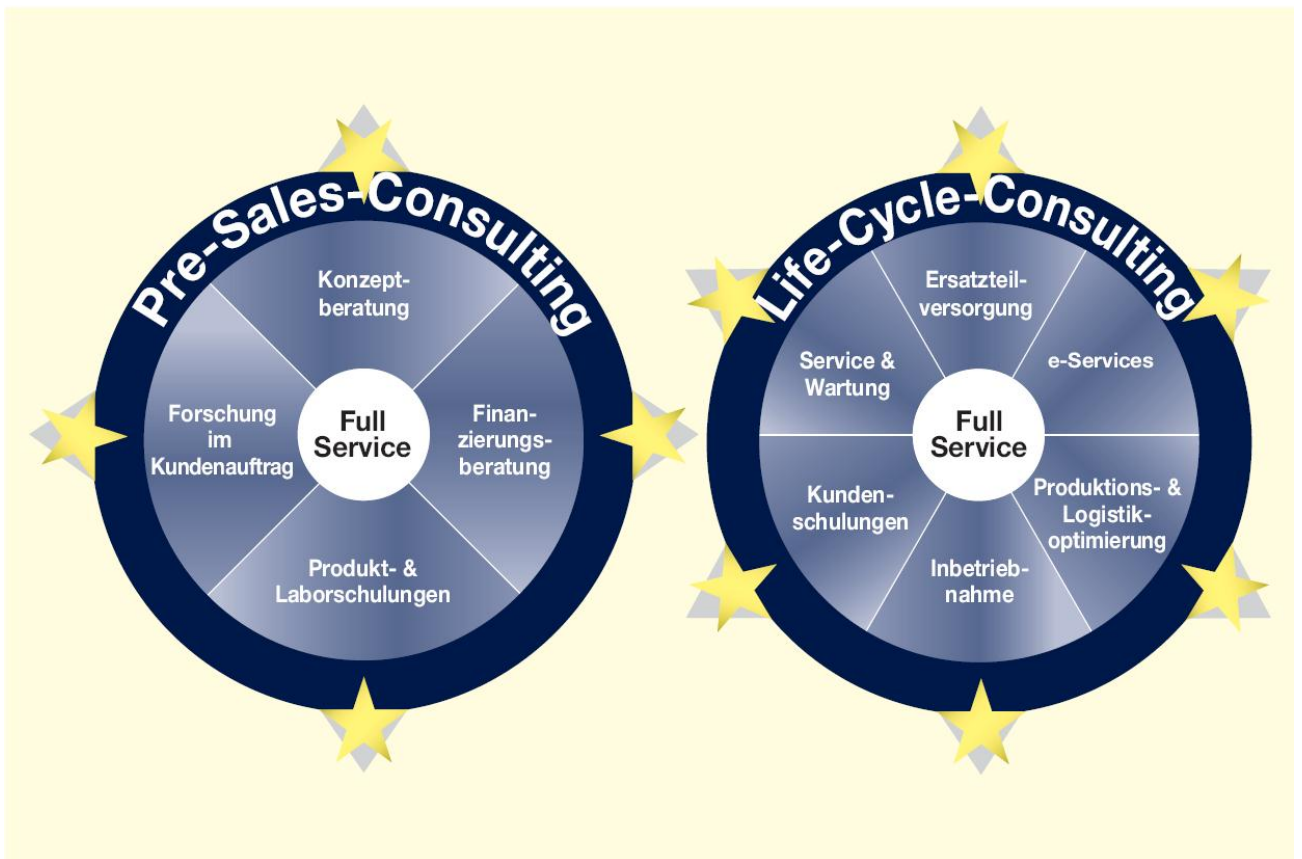 Pre-Sales-Consulting
Konzept-
beratung
Forschung
im
Kundenauftrag
Full
Service
Finan-
zierungs-
beratung
Produkt- &
Laborschulungen
Life-Cycle-Consulting
Ersatzteil-
versorgung
Service &
Wartung
e-Services
Full
Service
Kunden-
schulungen
Produktions- &
Logistik-
optimierung
Inbetrieb-
nahme